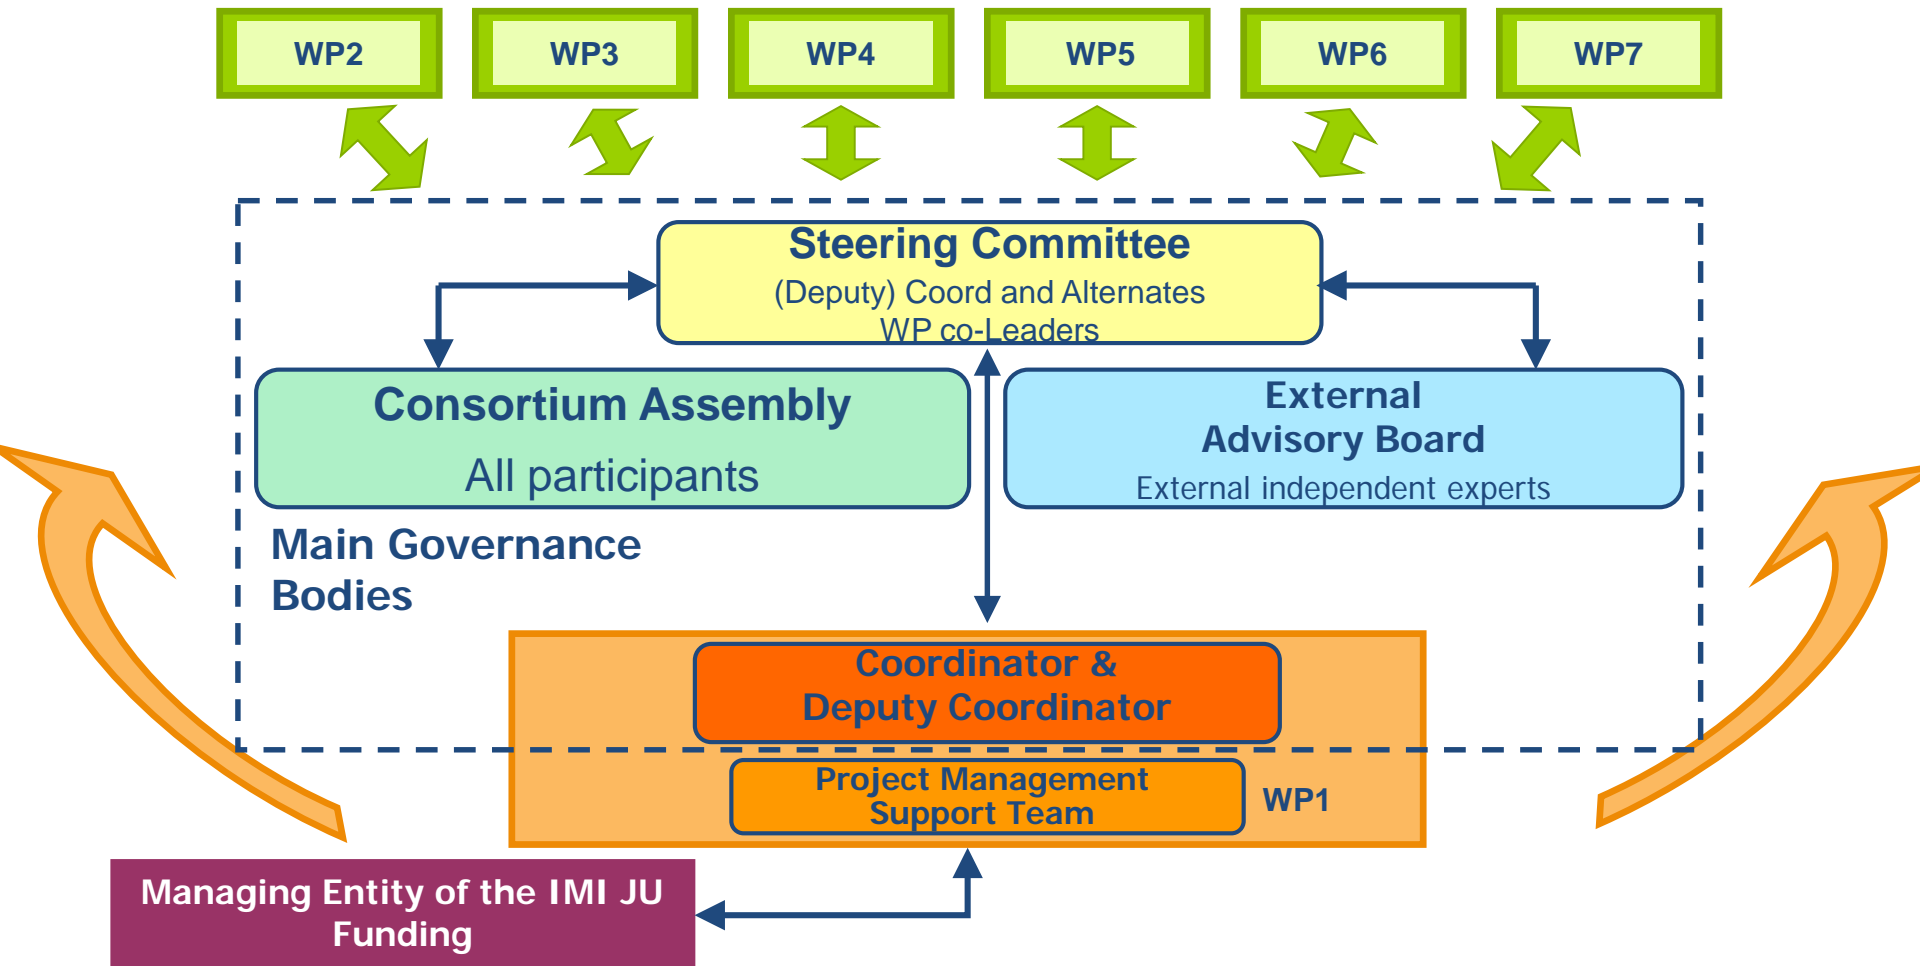 WP2
WP3
WP4
WP5
WP6
WP7
Steering Committee
(Deputy) Coord and Alternates
WP co-Leaders
Consortium Assembly
All participants
External
Advisory Board
External independent experts
Main Governance
Bodies
Coordinator &
Deputy Coordinator
Project Management
Support Team
WP1
Managing Entity of the IMI JU
Funding